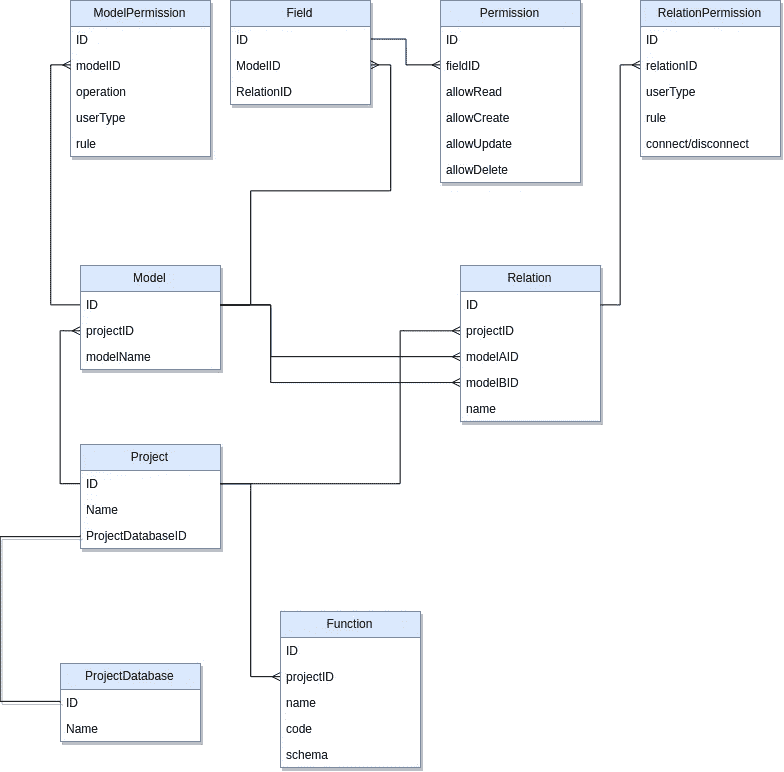 ModelPermission
ID
modelID
operation
userType
rule
Field
ID
ModelID
RelationID
Permission
ID
fieldID
allowRead
allowCreate
allowUpdate
allowDelete
RelationPermission
ID
relationID
userType
rule
connect/disconnect
Model
ID
projectID
modelName
Relation
ID
projectID
modelAID
modelBID
name
Project
ID
Name
ProjectDatabaseID
Function
ID
projectID
name
code
schema
ProjectDatabase
ID
Name